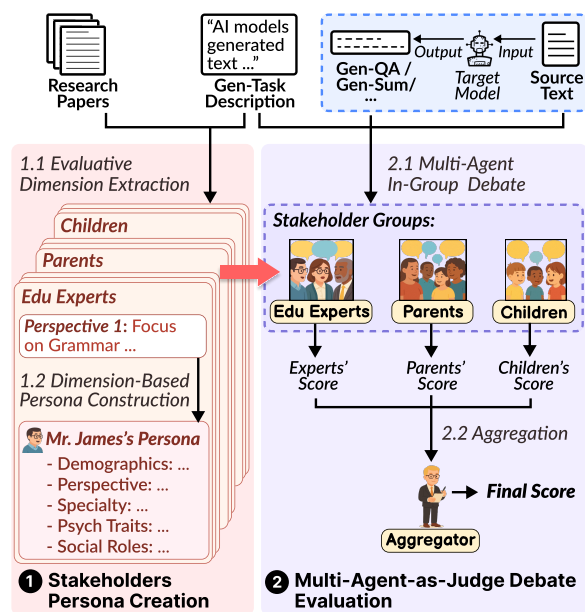 Research
Papers
“AI models
generated
text ...”
Gen-Task
Description
Output
Input
Gen-QA /
Gen-Sum/
...
Target
Model
Source
Text
1.1 Evaluative
Dimension Extraction
Children
Parents
Edu Experts
Perspective 1: Focus
on Grammar ...
1.2 Dimension-Based
Persona Construction
Mr. James’s Persona
- Demographics: ...
- Perspective: ...
- Specialty: ...
- Psych Traits: ...
- Social Roles: ...
1 Stakeholders
Persona Creation
2.1 Multi-Agent
In-Group Debate
Stakeholder Groups:
Edu Experts
Parents
Children
Experts’
Score
Parents’
Score
Children’s
Score
2.2 Aggregation
Final Score
Aggregator
2 Multi-Agent-as-Judge Debate
Evaluation